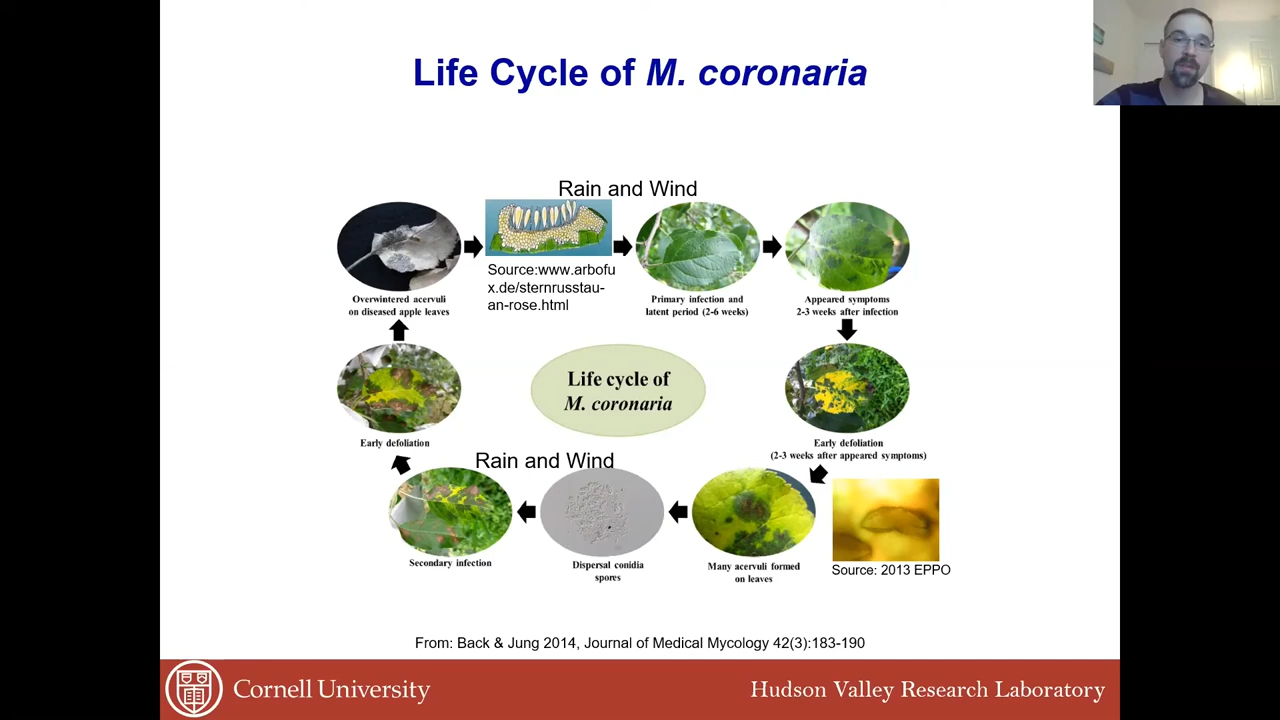 Life Cycle of M. coronaria
Rain and Wind
Source:www.arbofu
x.de/sternrusstau-
an-rose.html
Overwintered acervuli
on diseased apple leaves
Primary infection and
latent period (2-6 weeks)
Appeared symptoms
2-3 weeks after infection
Life cycle of
M. coronaria
Early defoliation
Early defoliation
(2-3 weeks after appeared symptoms)
Rain and Wind
Secondary infection
Dispersal conidia
spores
Many acervuli formed
on leaves
Source: 2013 EPPO
From: Back & Jung 2014, Journal of Medical Mycology 42(3):183-190
Cornell University
Hudson Valley Research Laboratory